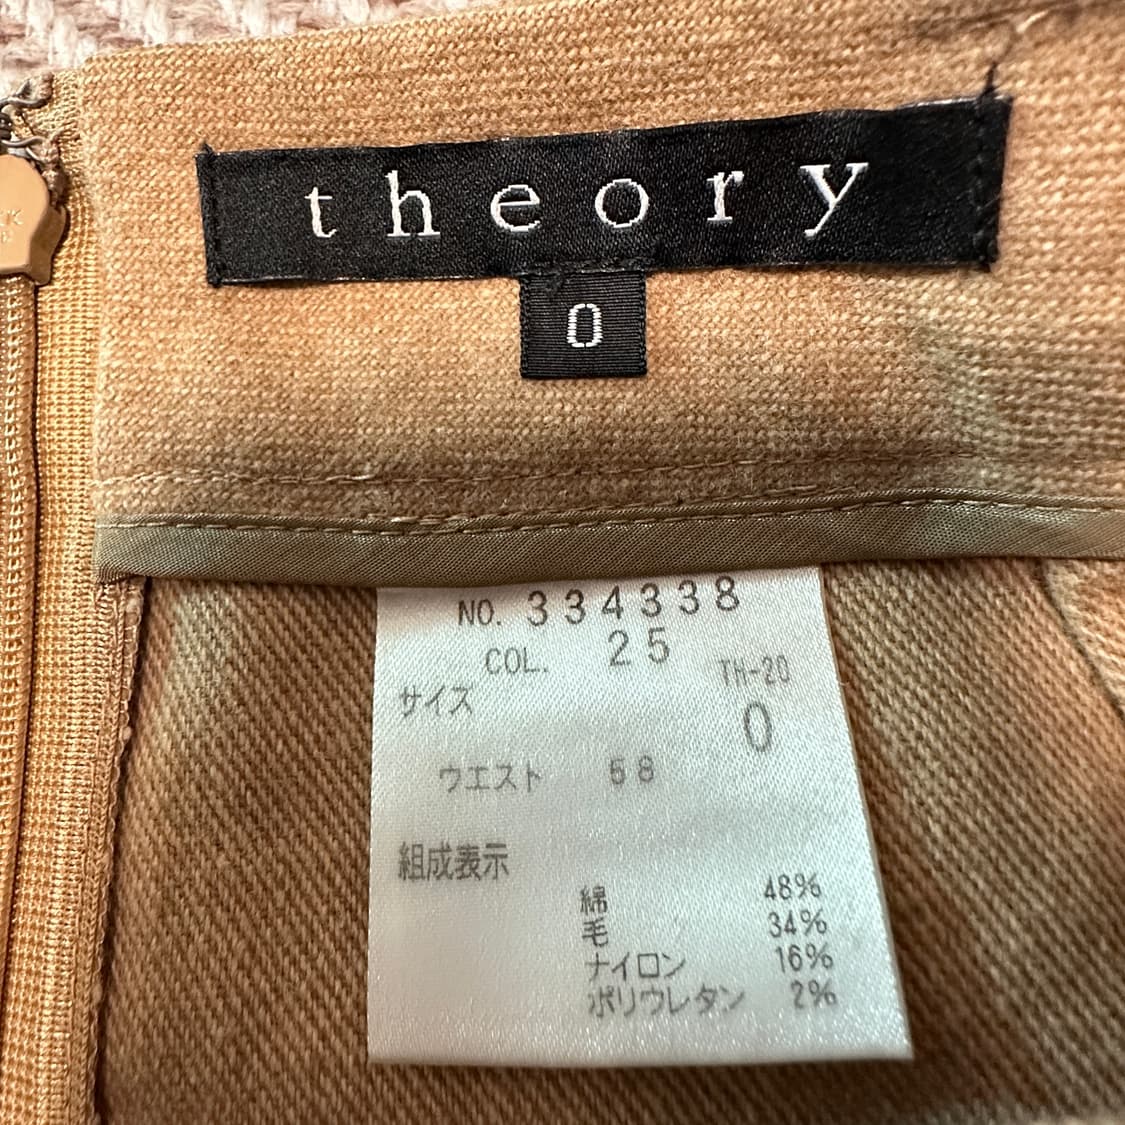 theory
0
NO. 334338
COL. 25
TH-20
サイズ 0
ウエスト 58
組成表示
綿 48%
毛 34%
ナイロン 16%
ポリウレタン 2%